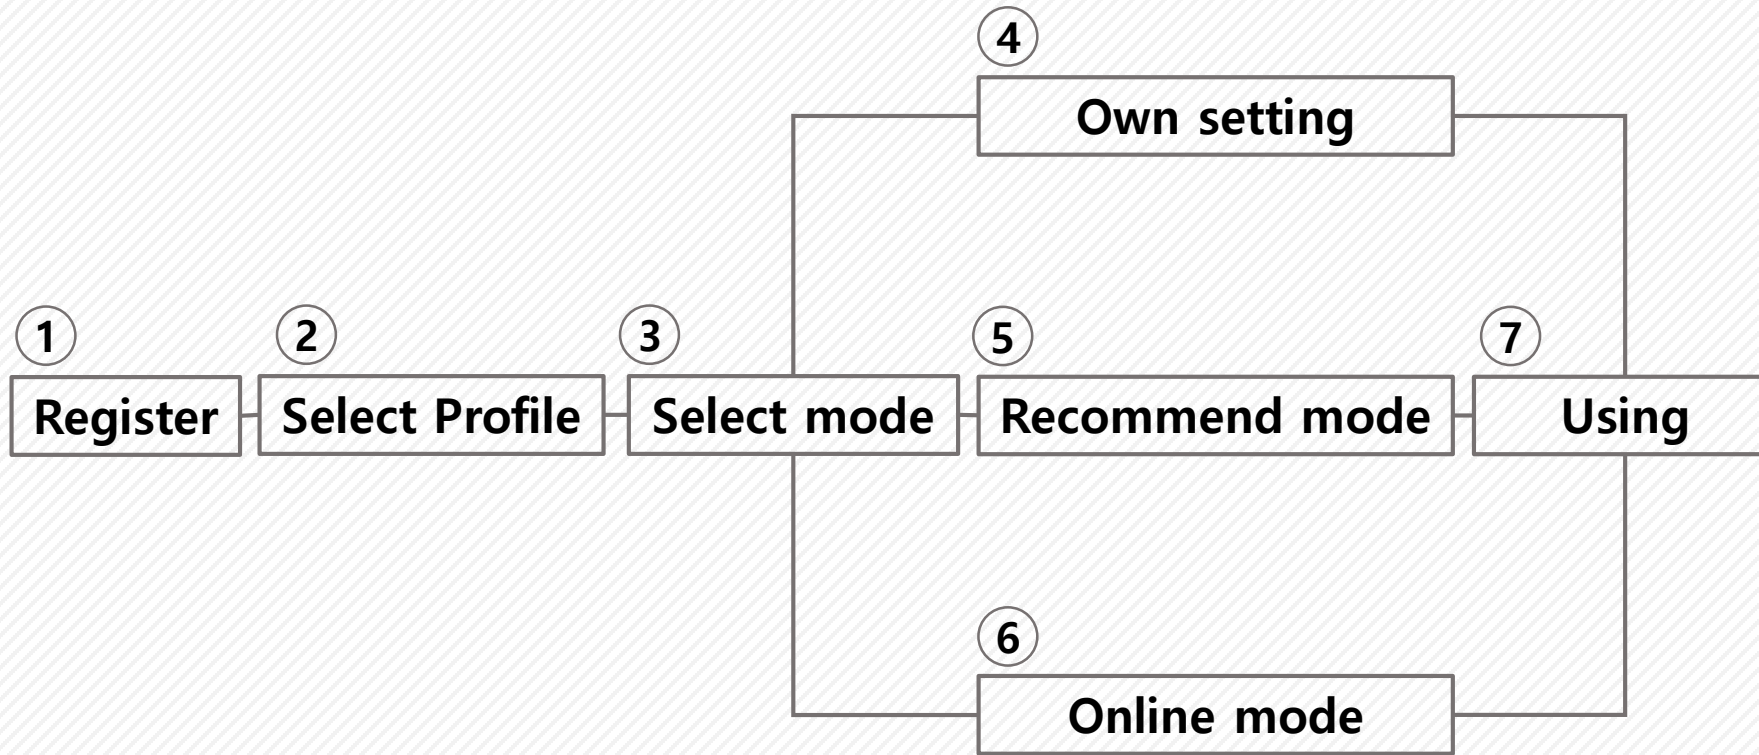 4
Own setting
1
2
3
5
7
Register
Select Profile
Select mode
Recommend mode
Using
6
Online mode